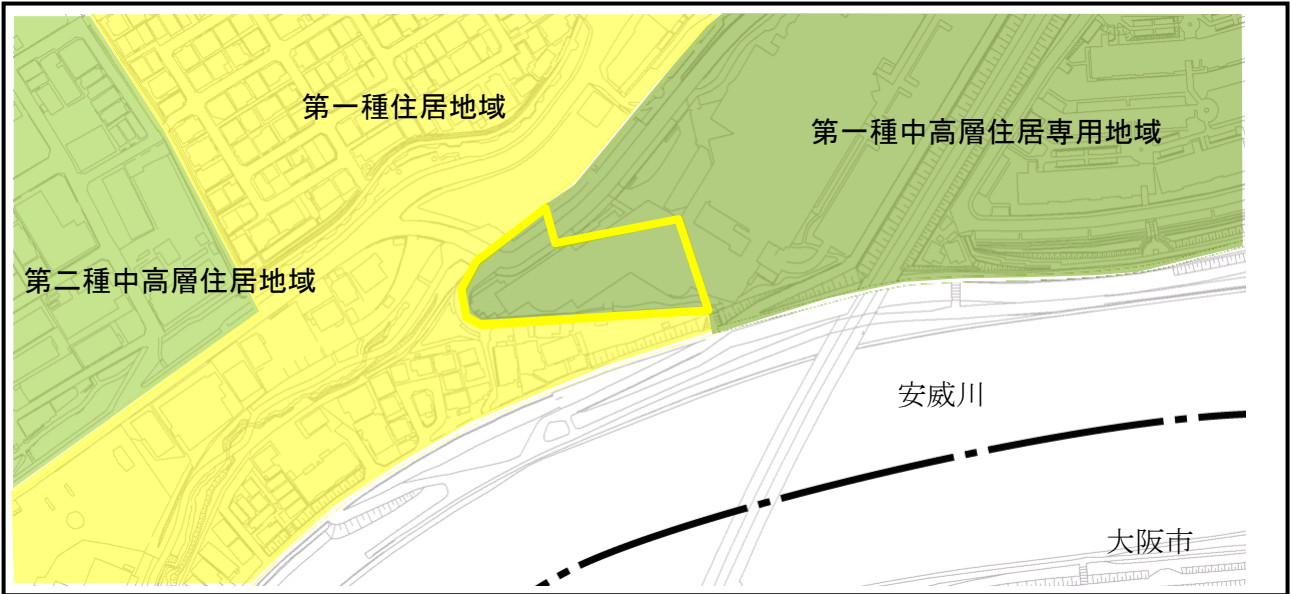 第一種住居地域
第一種中高層住居専用地域
第二種中高層住居地域
安威川
大阪市